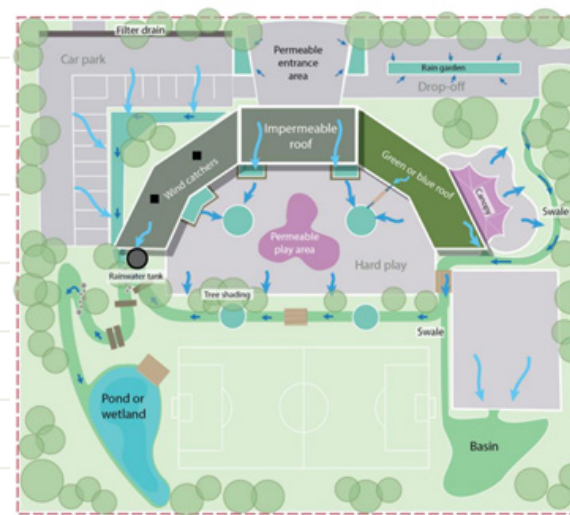 Filter drain
Car park
Permeable
entrance
area
Rain garden
Drop-off
Impermeable
roof
Wind catchers
Green or blue roof
Canopy
Swale
Permeable
play area
Hard play
Rainwater tank
Tree shading
Swale
Pond or
wetland
Basin